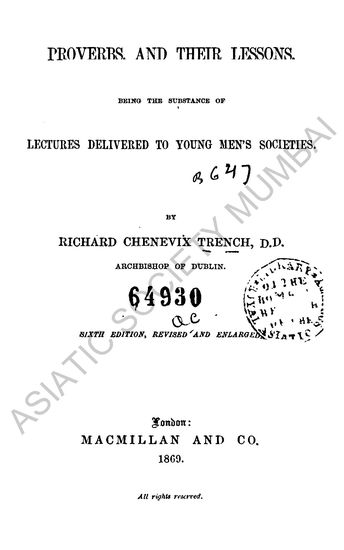 PROVERBS. AND THEIR LESSONS.
BEING THE SUBSTANCE OF
LECTURES DELIVERED TO YOUNG MEN'S SOCIETIES.
B 647
BY
RICHARD CHENEVIX TRENCH, D.D.
ARCHBISHOP OF DUBLIN.
64930
SIXTH EDITION, REVISED AND ENLARGED.
London:
MACMILLAN AND CO.
1869.
All rights reserved.
ASIATIC SOCIETY MUMBAI